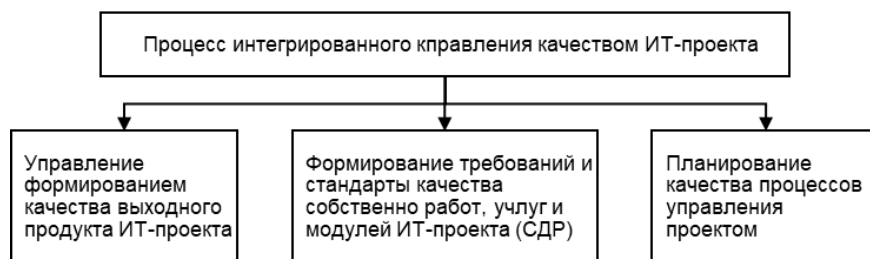 Процесс интегрированного кправления качеством ИТ-проекта
Управление
формированием
качества выходного
продукта ИТ-проекта
Формирование требований и
стандарты качества
собственно работ, учлуг и
модулей ИТ-проекта (СДР)
Планирование
качества процессов
управления
проектом